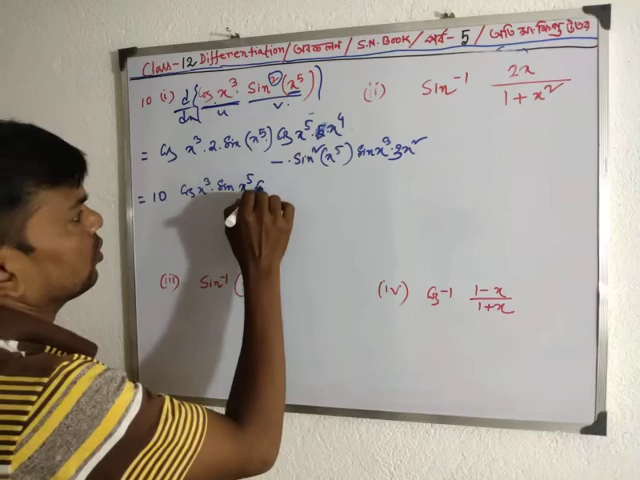 Class-12 Differentiation / অবকলন / S.N. BOOK / পর্ব - 5 / অতি সংক্ষিপ্ত উত্তর
10 (i) d/dx { cos x³. sin² (x⁵) }
u v
= cos x³ . 2 . sin (x⁵) cos x⁵ . 5 x⁴
− . sin² (x⁵) sin x³ . 3x²
= 10 cos x³ . sin x⁵ c
(ii) Sin⁻¹ 2x / 1 + x²
(iii) Sin⁻¹ (
(iv) cos⁻¹ 1 - x / 1 + x